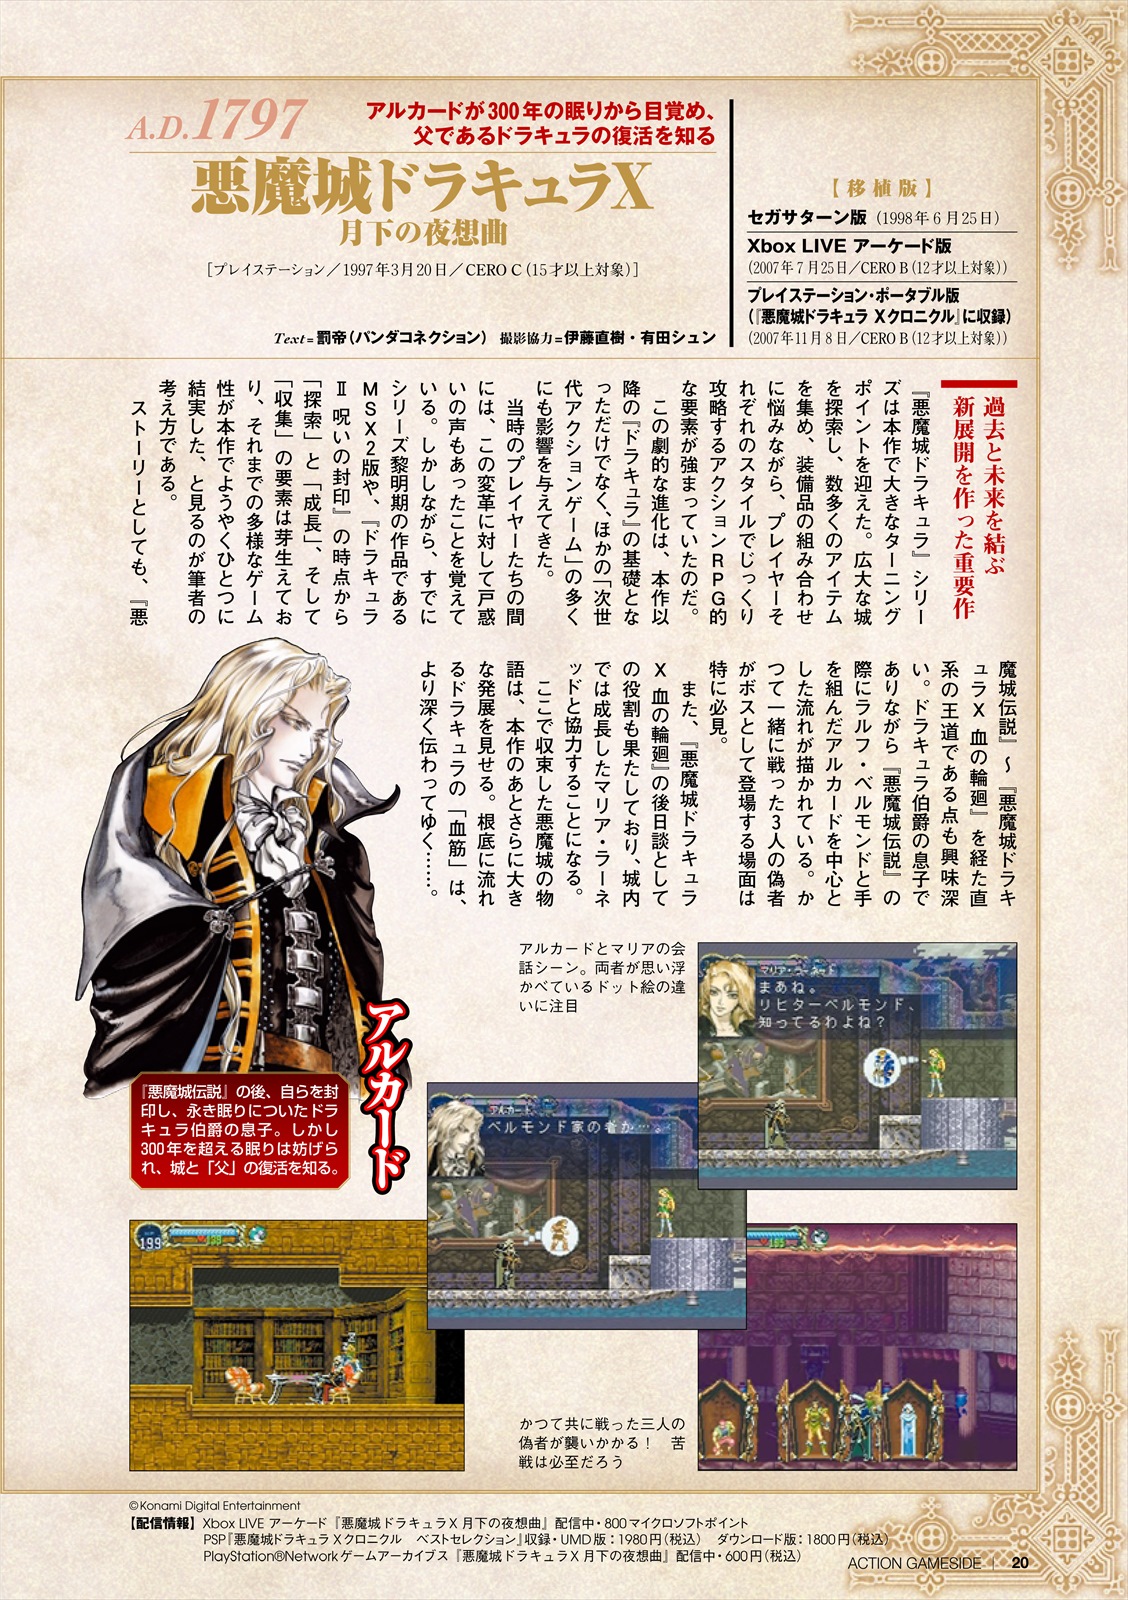 A.D.1797
アルカードが300年の眠りから目覚め、
父であるドラキュラの復活を知る
悪魔城ドラキュラX
月下の夜想曲
［プレイステーション／1997年3月20日／CERO C（15才以上対象）］
Text=罰帝（パンダコネクション） 撮影協力=伊藤直樹・有田シュン
【移植版】
セガサターン版（1998年6月25日）
Xbox LIVE アーケード版
（2007年7月25日／CERO B（12才以上対象））
プレイステーション・ポータブル版
（『悪魔城ドラキュラ Xクロニクル』に収録）
（2007年11月8日／CERO B（12才以上対象））
過去と未来を結ぶ
新展開を作った重要作
『悪魔城ドラキュラ』シリー
ズは本作で大きなターニング
ポイントを迎えた。広大な城
を探索し、数多くのアイテム
を集め、装備品の組み合わせ
に悩みながら、プレイヤーそ
れぞれのスタイルでじっくり
攻略するアクションRPG的
な要素が強まっていたのだ。
この劇的な進化は、本作以
降の『ドラキュラ』の基礎とな
っただけでなく、ほかの「次世
代アクションゲーム」の多く
にも影響を与えてきた。
当時のプレイヤーたちの間
には、この変革に対して戸惑
いの声もあったことを覚えて
いる。しかしながら、すでに
シリーズ黎明期の作品である
MSX2版や、『ドラキュラ
Ⅱ 呪いの封印』の時点から
「探索」と「成長」、そして
「収集」の要素は芽生えてお
り、それまでの多様なゲーム
性が本作でようやくひとつに
結実した、と見るのが筆者の
考え方である。
ストーリーとしても、『悪
魔城伝説』～『悪魔城ドラキ
ュラX 血の輪廻』を経た直
系の王道である点も興味深
い。ドラキュラ伯爵の息子で
ありながら『悪魔城伝説』の
際にラルフ・ベルモンドと手
を組んだアルカードを中心と
した流れが描かれている。か
つて一緒に戦った3人の偽者
がボスとして登場する場面は
特に必見。
また、『悪魔城ドラキュラ
X 血の輪廻』の後日談として
の役割も果たしており、城内
では成長したマリア・ラーネ
ッドと協力することになる。
ここで収束した悪魔城の物
語は、本作のあとさらに大き
な発展を見せる。根底に流れ
るドラキュラの「血筋」は、
より深く伝わってゆく……。
アルカード
『悪魔城伝説』の後、自らを封
印し、永き眠りについたドラ
キュラ伯爵の息子。しかし
300年を超える眠りは妨げら
れ、城と「父」の復活を知る。
アルカードとマリアの会
話シーン。両者が思い浮
かべているドット絵の違
いに注目
マリア・ラーネード
まあね。
リヒターベルモンド、
知ってるわよね？
アルカード
ベルモンド家の者か…。
199
かつて共に戦った三人の
偽者が襲いかかる！ 苦
戦は必至だろう
©Konami Digital Entertainment
【配信情報】Xbox LIVE アーケード『悪魔城ドラキュラX 月下の夜想曲』配信中・800マイクロソフトポイント
PSP『悪魔城ドラキュラ Xクロニクル ベストセレクション』収録・UMD版：1980円（税込） ダウンロード版：1800円（税込）
PlayStation®Networkゲームアーカイブス『悪魔城ドラキュラX 月下の夜想曲』配信中・600円（税込）
ACTION GAMESIDE | 20